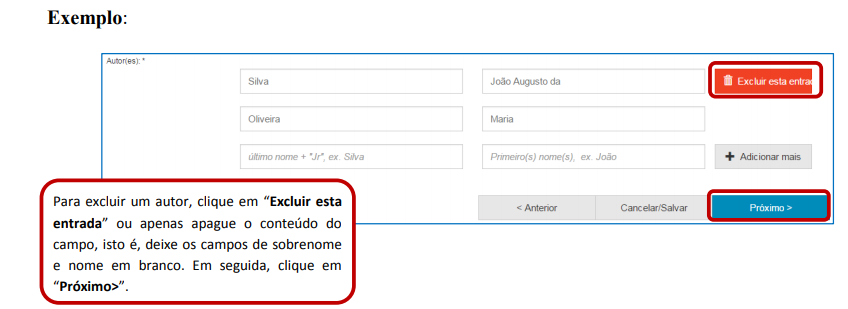 Exemplo:
Autor(es): *
Silva João Augusto da Excluir esta entrad
Oliveira Maria
último nome + "Jr", ex. Silva Primeiro(s) nome(s), ex. João + Adicionar mais
< Anterior Cancelar/Salvar Próximo >
Para excluir um autor, clique em “Excluir esta
entrada” ou apenas apague o conteúdo do
campo, isto é, deixe os campos de sobrenome
e nome em branco. Em seguida, clique em
“Próximo>”.